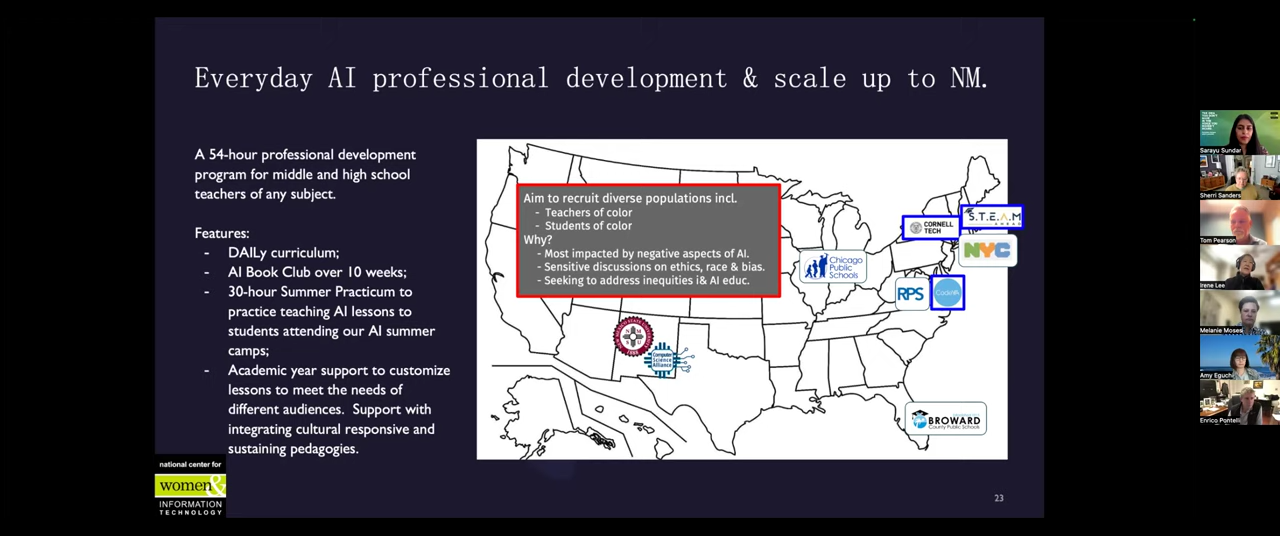 Everyday AI professional development & scale up to NM.
A 54-hour professional development
program for middle and high school
teachers of any subject.
Features:
- DAILy curriculum;
- AI Book Club over 10 weeks;
- 30-hour Summer Practicum to
practice teaching AI lessons to
students attending our AI summer
camps;
- Academic year support to customize
lessons to meet the needs of
different audiences. Support with
integrating cultural responsive and
sustaining pedagogies.
Aim to recruit diverse populations incl.
- Teachers of color
- Students of color
Why?
- Most impacted by negative aspects of AI.
- Sensitive discussions on ethics, race & bias.
- Seeking to address inequities i& AI educ.
CORNELL
TECH
S.T.E.A.M
AHEAD
NYC
Chicago
Public
Schools
RPS
CodeVA
Computer
Science
Alliance
BROWARD
County Public Schools
national center for
women&
INFORMATION
TECHNOLOGY
23
Sarayu Sundar
Sherri Sanders
Tom Pearson
Irene Lee
Melanie Moses
Amy Eguchi
Enrico Pontelli